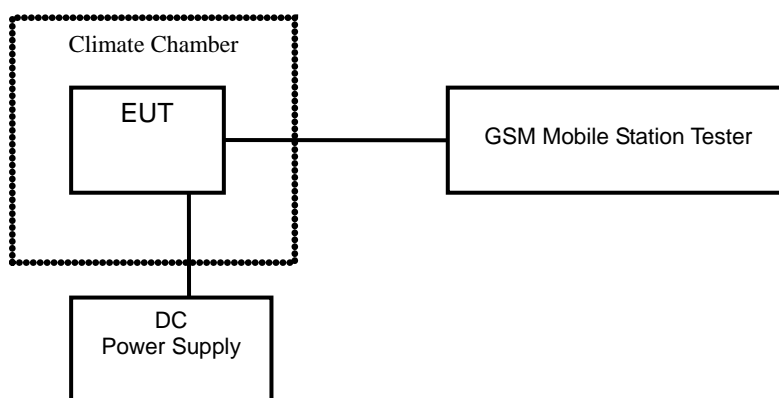 Climate Chamber
EUT
GSM Mobile Station Tester
DC
Power Supply